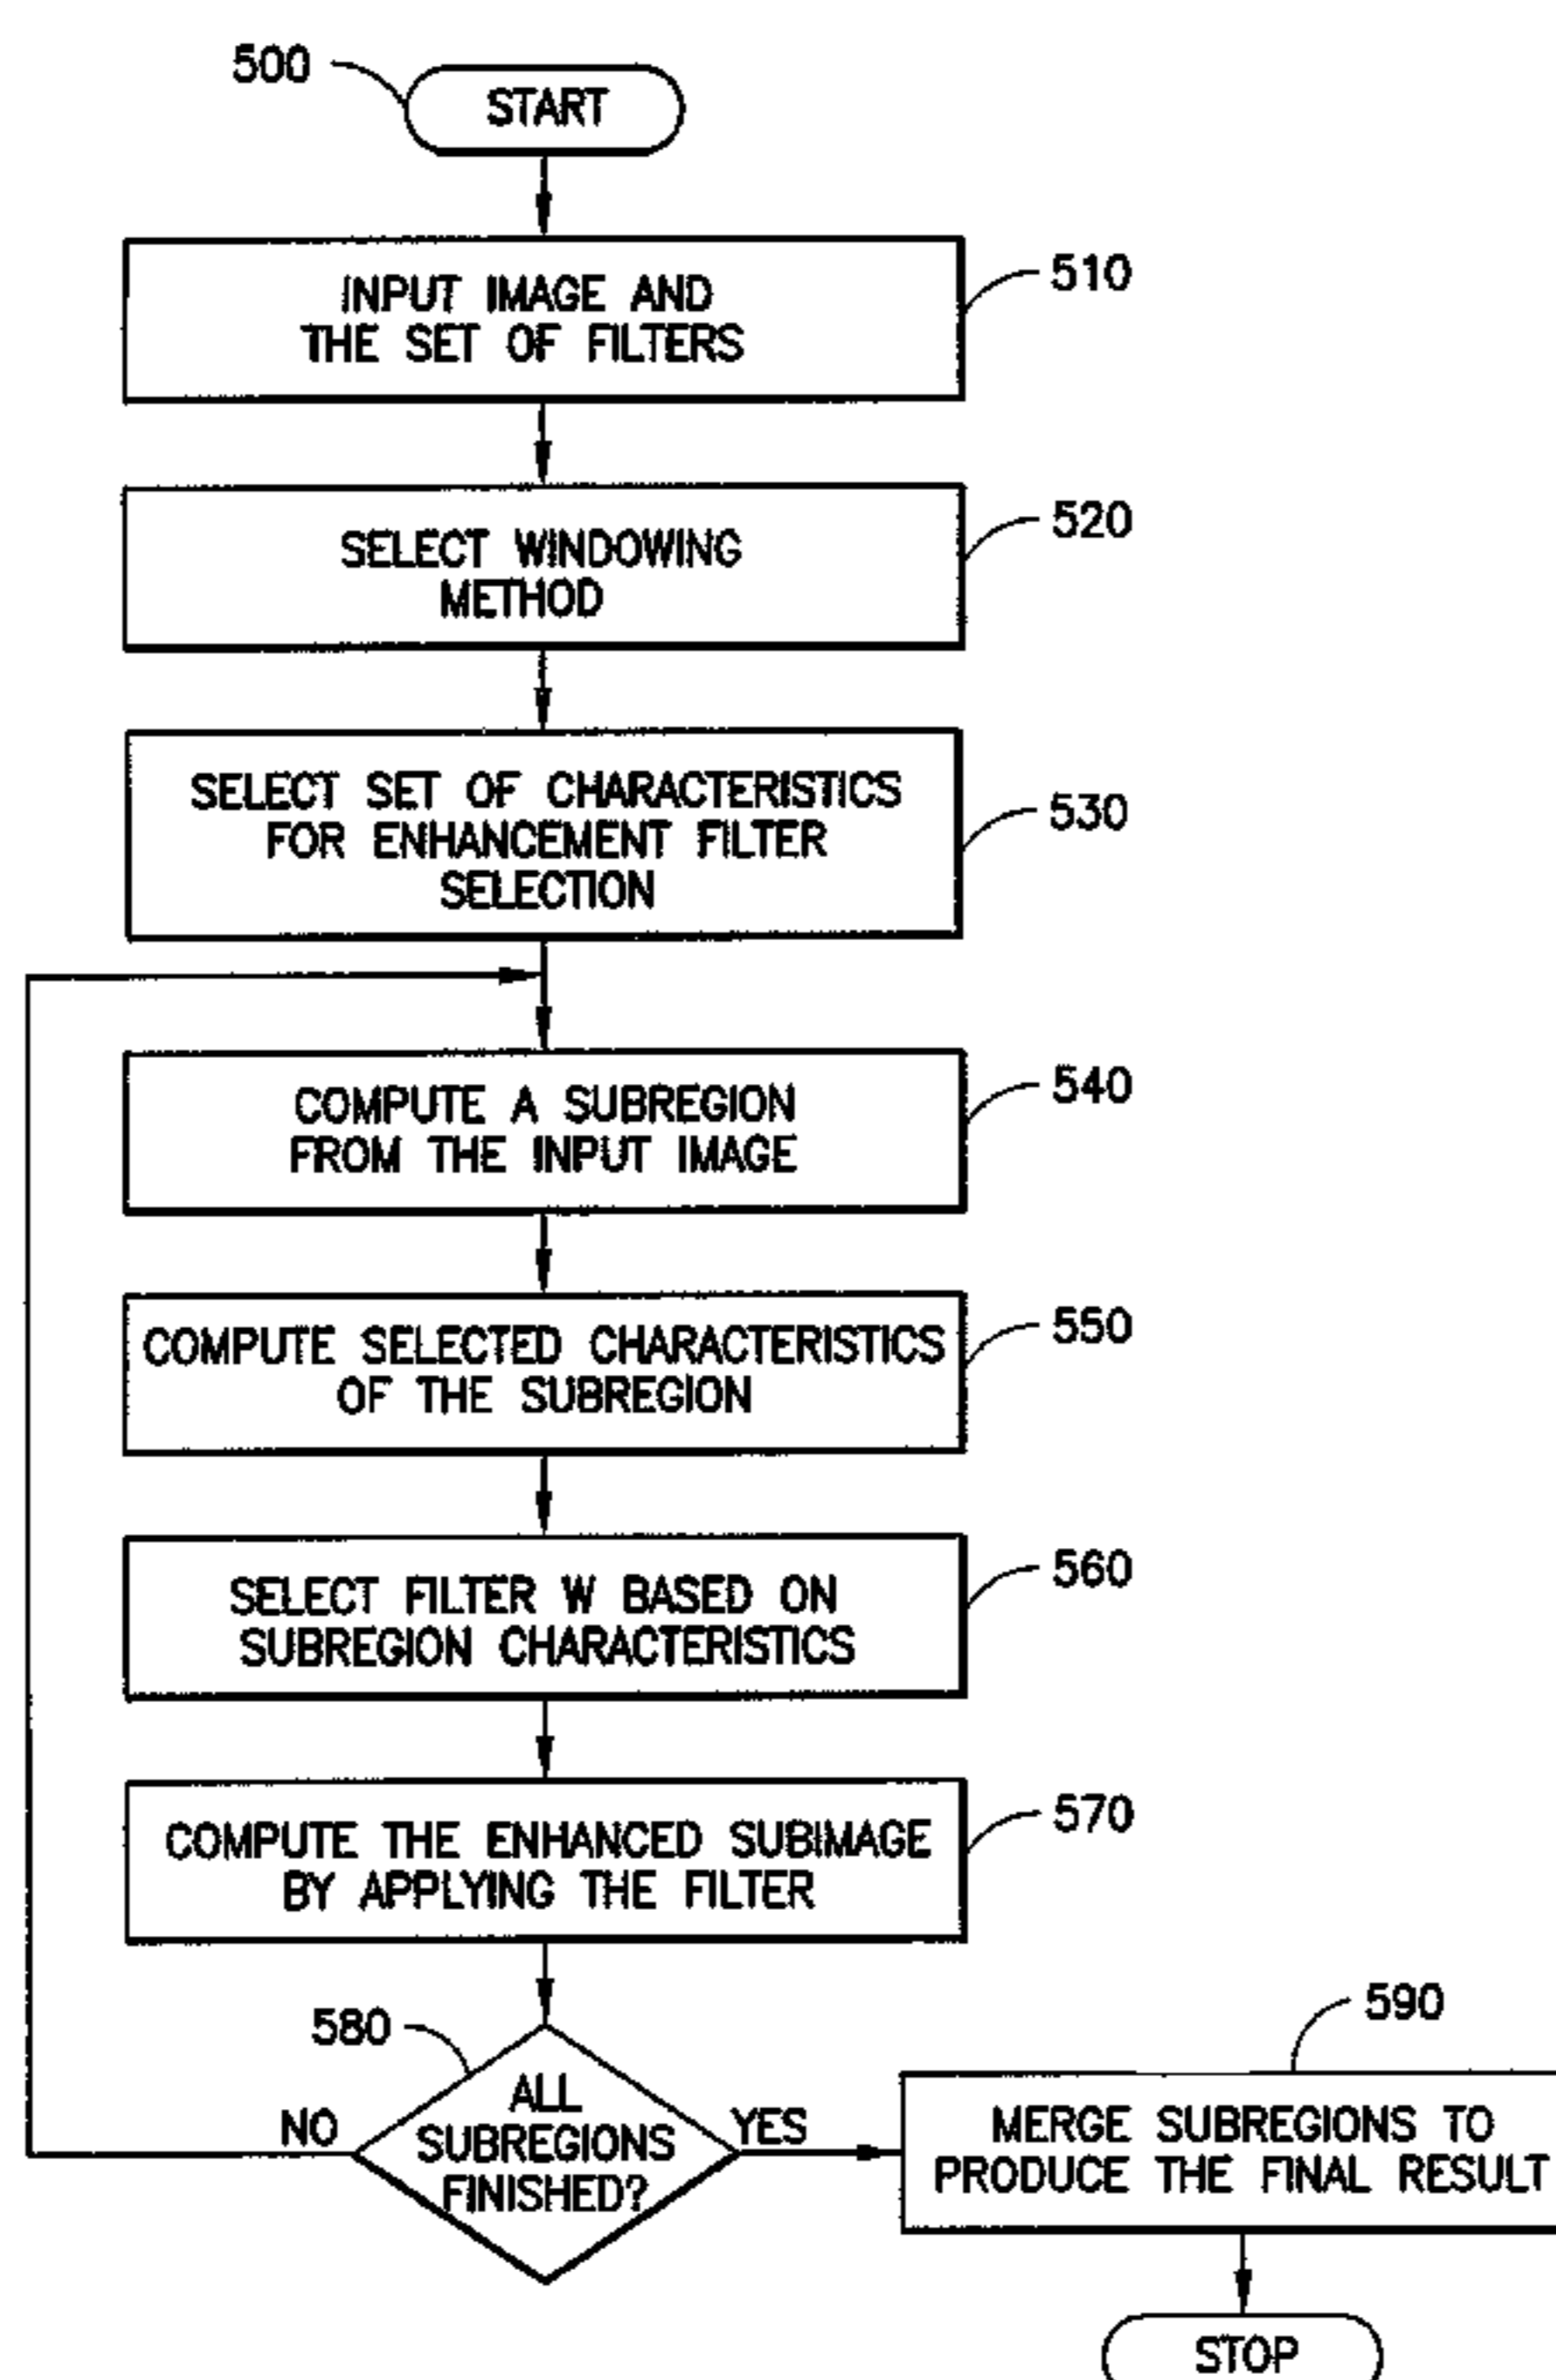 500
START
INPUT IMAGE AND
THE SET OF FILTERS
510
SELECT WINDOWING
METHOD
520
SELECT SET OF CHARACTERISTICS
FOR ENHANCEMENT FILTER
SELECTION
530
COMPUTE A SUBREGION
FROM THE INPUT IMAGE
540
COMPUTE SELECTED CHARACTERISTICS
OF THE SUBREGION
550
SELECT FILTER W BASED ON
SUBREGION CHARACTERISTICS
560
COMPUTE THE ENHANCED SUBIMAGE
BY APPLYING THE FILTER
570
580
ALL
SUBREGIONS
FINISHED?
NO
YES
590
MERGE SUBREGIONS TO
PRODUCE THE FINAL RESULT
STOP